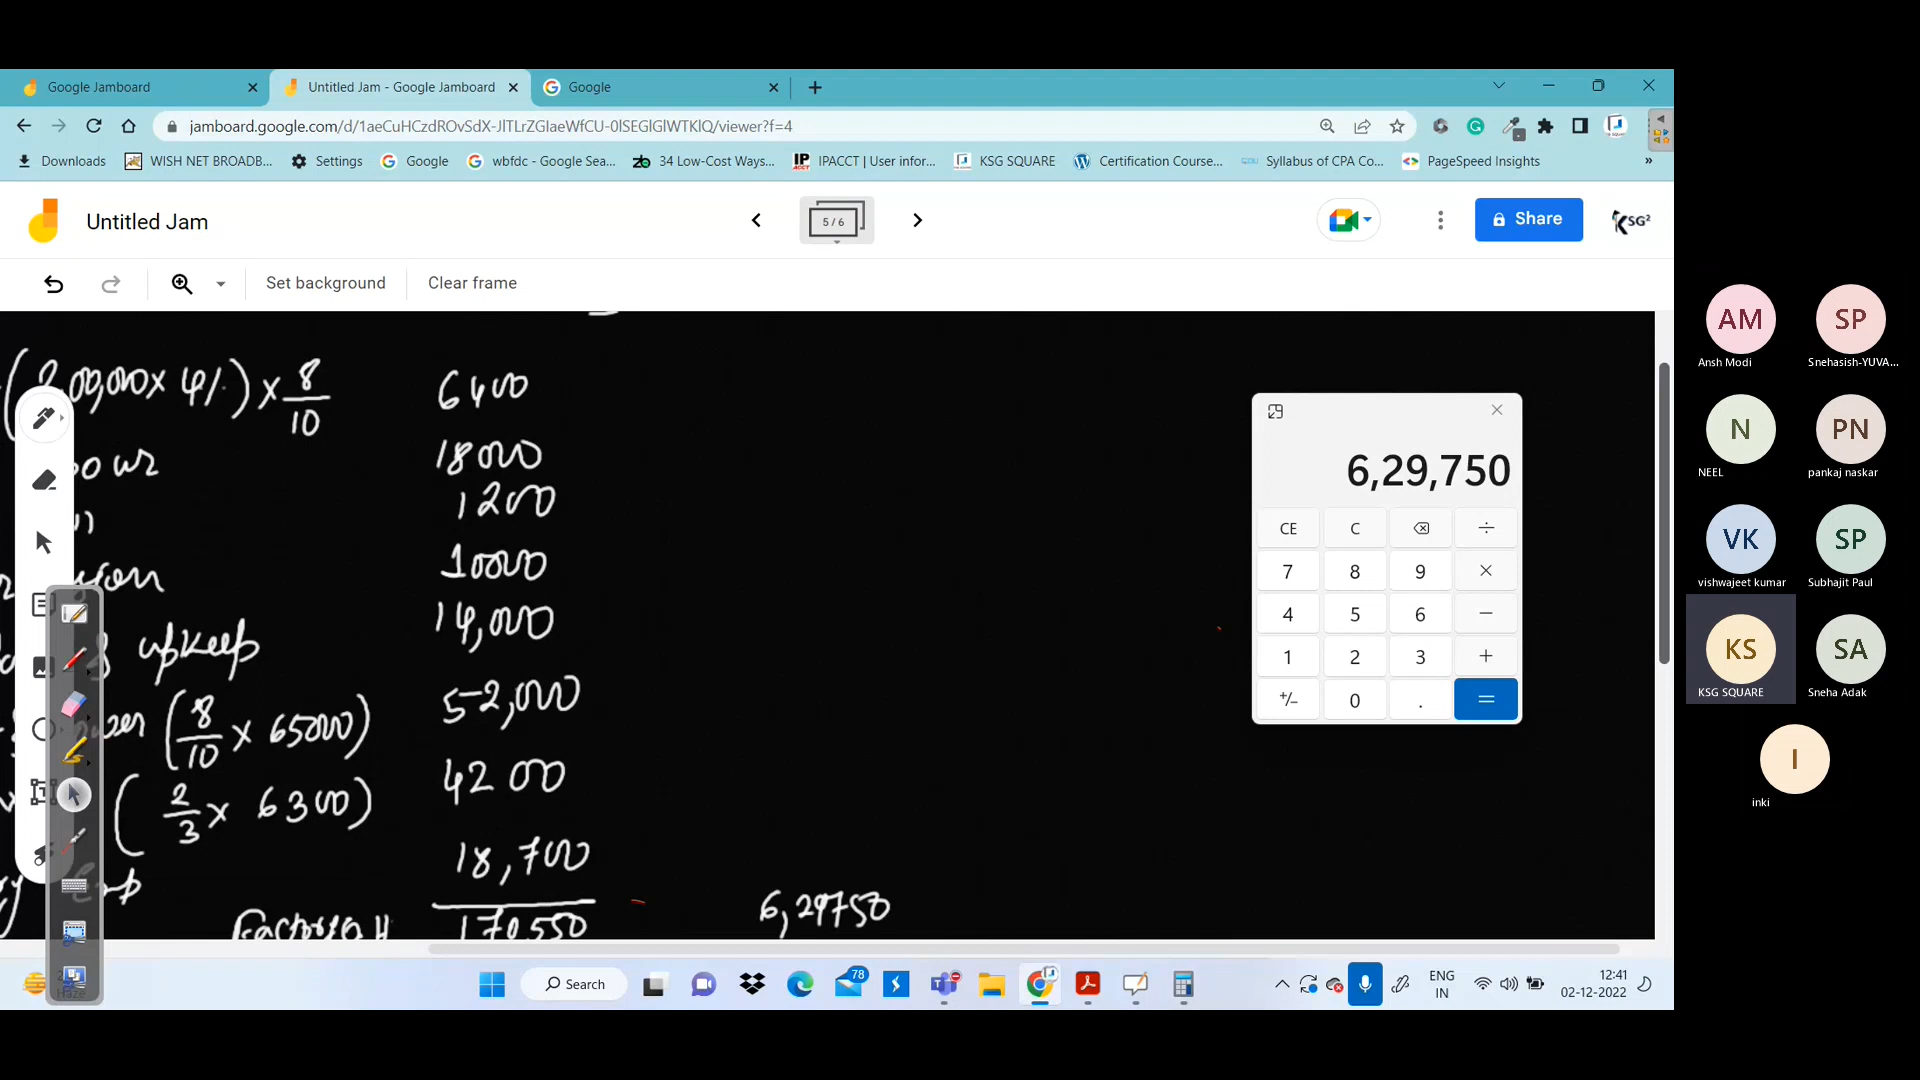 Google Jamboard
Untitled Jam - Google Jamboard
Google
jamboard.google.com/d/1aeCuHCzdROvSdX-JlTLrZGIaeWfCU-0lSEGlGlWTKlQ/viewer?f=4
Downloads
WISH NET BROADB...
Settings
Google
wbfdc - Google Sea...
34 Low-Cost Ways...
IPACCT | User infor...
KSG SQUARE
Certification Course...
Syllabus of CPA Co...
PageSpeed Insights
»
Untitled Jam
5 / 6
Share
KSG²
Set background
Clear frame
,00,000 × 4%) × 8/10 6400
18000
1200
10000
14,000
upkeep
(8/10 × 65000) 52,000
(2/3 × 6300) 4200
18,700
170,550 6,29750
6,29,750
CE C ÷
7 8 9 ×
4 5 6 −
1 2 3 +
+/− 0 . =
AM
Ansh Modi
SP
Snehasish-YUVA...
N
NEEL
PN
pankaj naskar
VK
vishwajeet kumar
SP
Subhajit Paul
KS
KSG SQUARE
SA
Sneha Adak
I
inki
Haze
Search
78
ENG
IN
12:41
02-12-2022